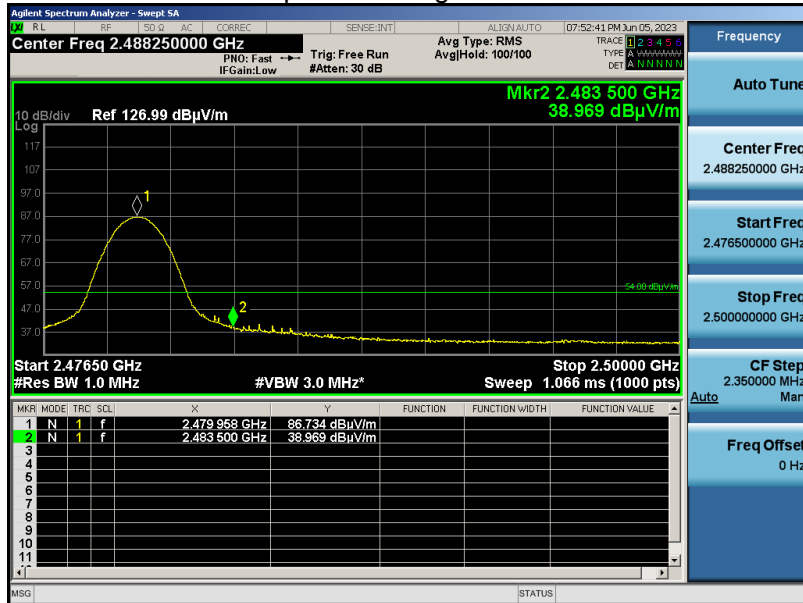 Agilent Spectrum Analyzer - Swept SA
LXI RL RF 50 Ω AC CORREC SENSE:INT ALIGN AUTO 07:52:41 PM Jun 05, 2023
Center Freq 2.488250000 GHz
PNO: Fast
IFGain:Low
Trig: Free Run
#Atten: 30 dB
Avg Type: RMS
Avg|Hold: 100/100
TRACE 1 2 3 4 5 6
TYPE A WWWWW
DET A N N N N N
Mkr2 2.483 500 GHz
38.969 dBµV/m
10 dB/div Ref 126.99 dBµV/m
Log
117
107
97.0
87.0
77.0
67.0
57.0
47.0
37.0
1
2
54.00 dBµV/m
Start 2.47650 GHz Stop 2.50000 GHz
#Res BW 1.0 MHz #VBW 3.0 MHz* Sweep 1.066 ms (1000 pts)
MKR MODE TRC SCL X Y FUNCTION FUNCTION WIDTH FUNCTION VALUE
1 N 1 f 2.479 958 GHz 86.734 dBµV/m
2 N 1 f 2.483 500 GHz 38.969 dBµV/m
3
4
5
6
7
8
9
10
11
MSG STATUS
Frequency
Auto Tune
Center Freq
2.488250000 GHz
Start Freq
2.476500000 GHz
Stop Freq
2.500000000 GHz
CF Step
2.350000 MHz
Auto Man
Freq Offset
0 Hz